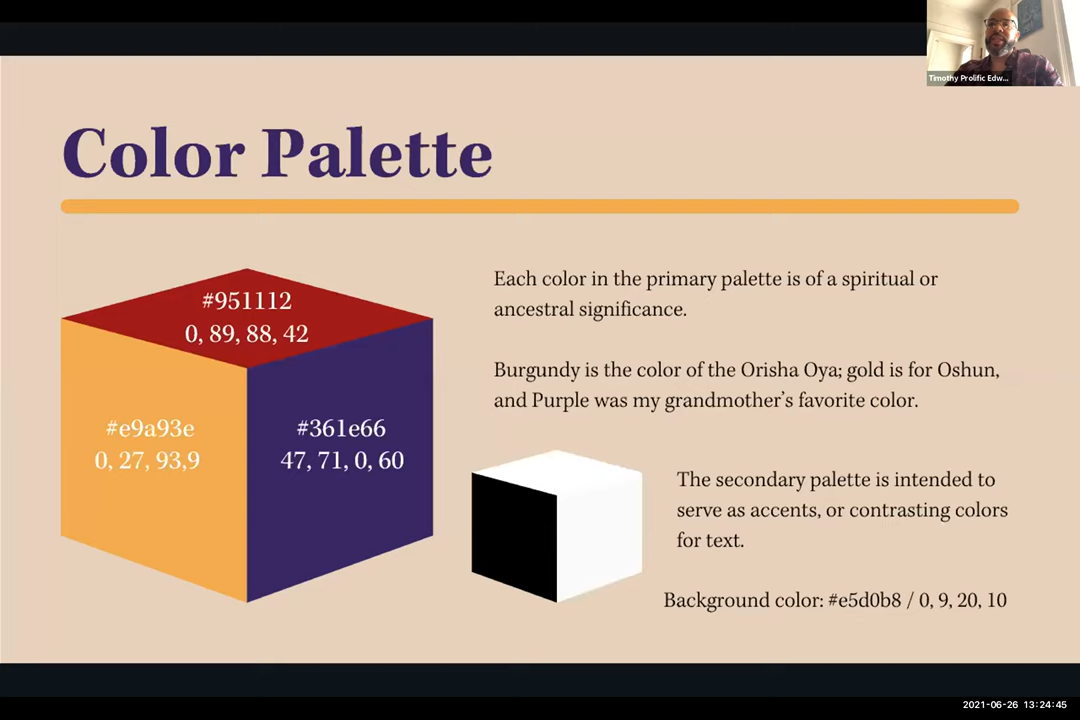 Timothy Prolific Edw...
Color Palette
#951112
0, 89, 88, 42
#e9a93e
0, 27, 93,9
#361e66
47, 71, 0, 60
Each color in the primary palette is of a spiritual or
ancestral significance.
Burgundy is the color of the Orisha Oya; gold is for Oshun,
and Purple was my grandmother’s favorite color.
The secondary palette is intended to
serve as accents, or contrasting colors
for text.
Background color: #e5d0b8 / 0, 9, 20, 10
2021-06-26 13:24:45